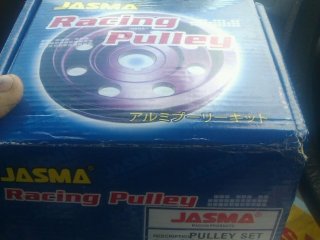 JASMA
Racing
Pulley
アルミプーリーキット
JASMA®
Racing Pulley
JASMA®
DESCRIPTION PULLEY SET